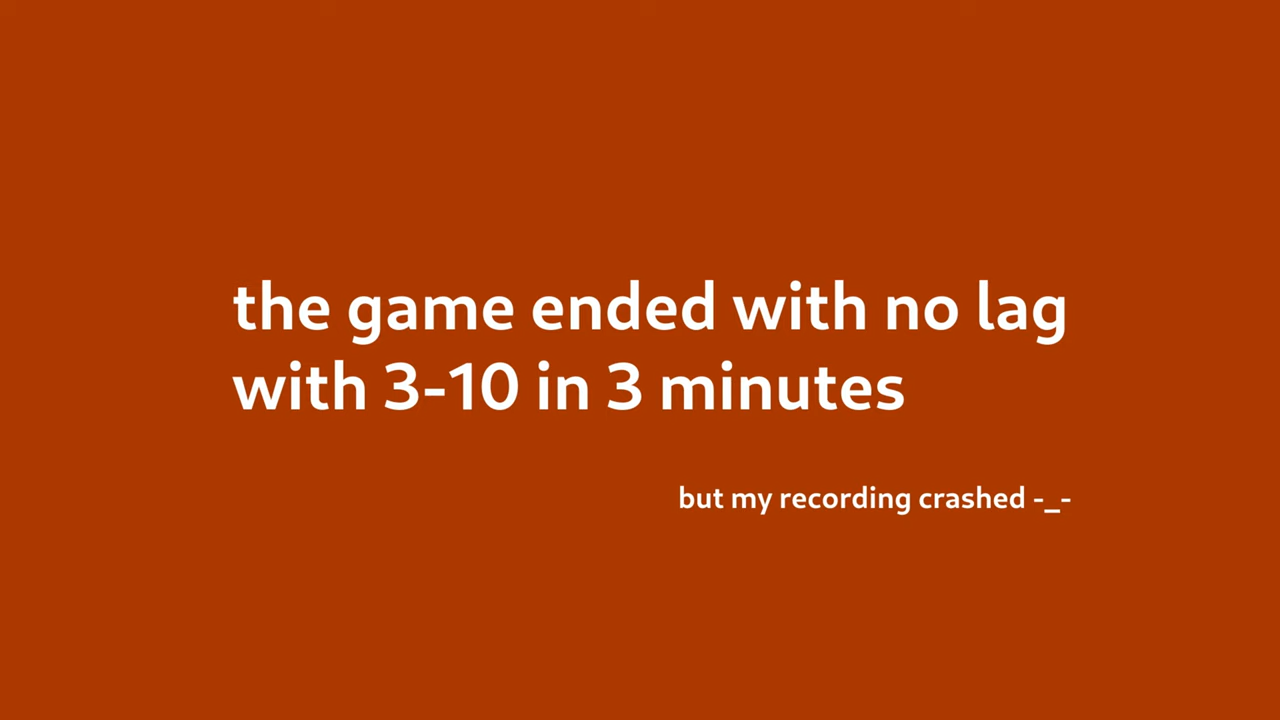 the game ended with no lag
with 3-10 in 3 minutes
but my recording crashed -_-